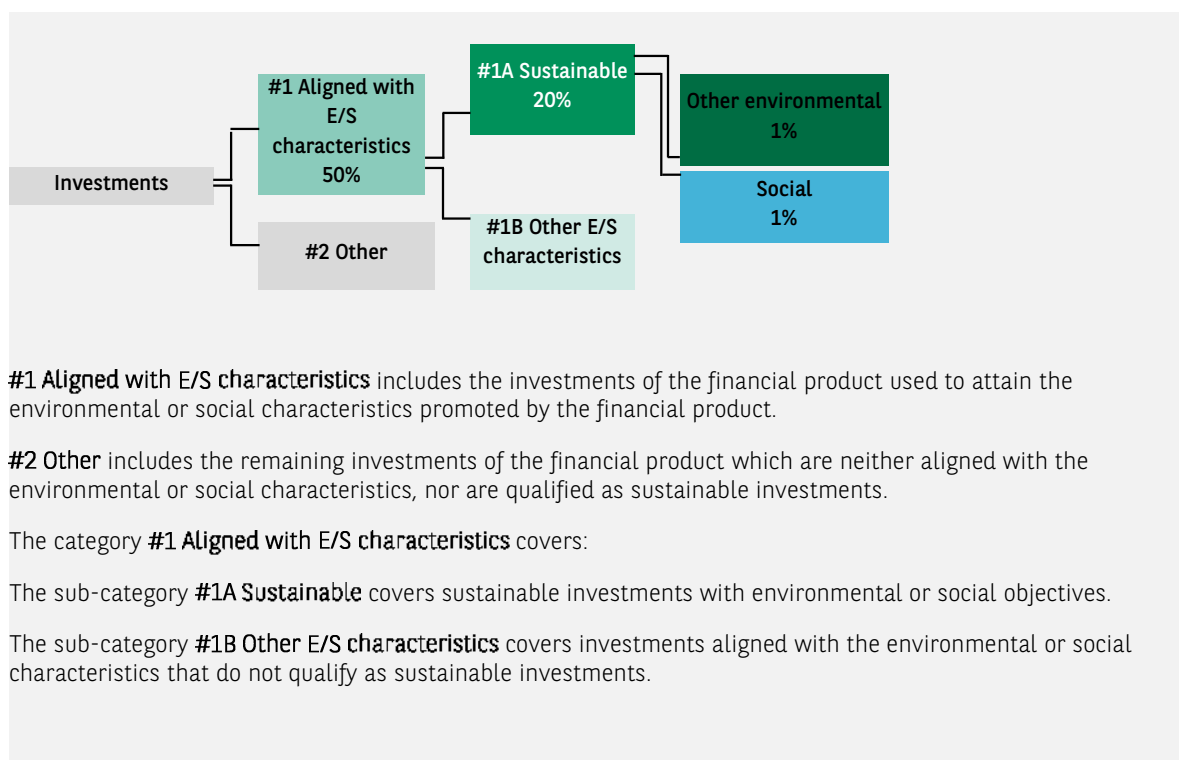 Investments
#1 Aligned with
E/S
characteristics
50%
#2 Other
#1A Sustainable
20%
#1B Other E/S
characteristics
Other environmental
1%
Social
1%
#1 Aligned with E/S characteristics includes the investments of the financial product used to attain the
environmental or social characteristics promoted by the financial product.
#2 Other includes the remaining investments of the financial product which are neither aligned with the
environmental or social characteristics, nor are qualified as sustainable investments.
The category #1 Aligned with E/S characteristics covers:
The sub-category #1A Sustainable covers sustainable investments with environmental or social objectives.
The sub-category #1B Other E/S characteristics covers investments aligned with the environmental or social
characteristics that do not qualify as sustainable investments.